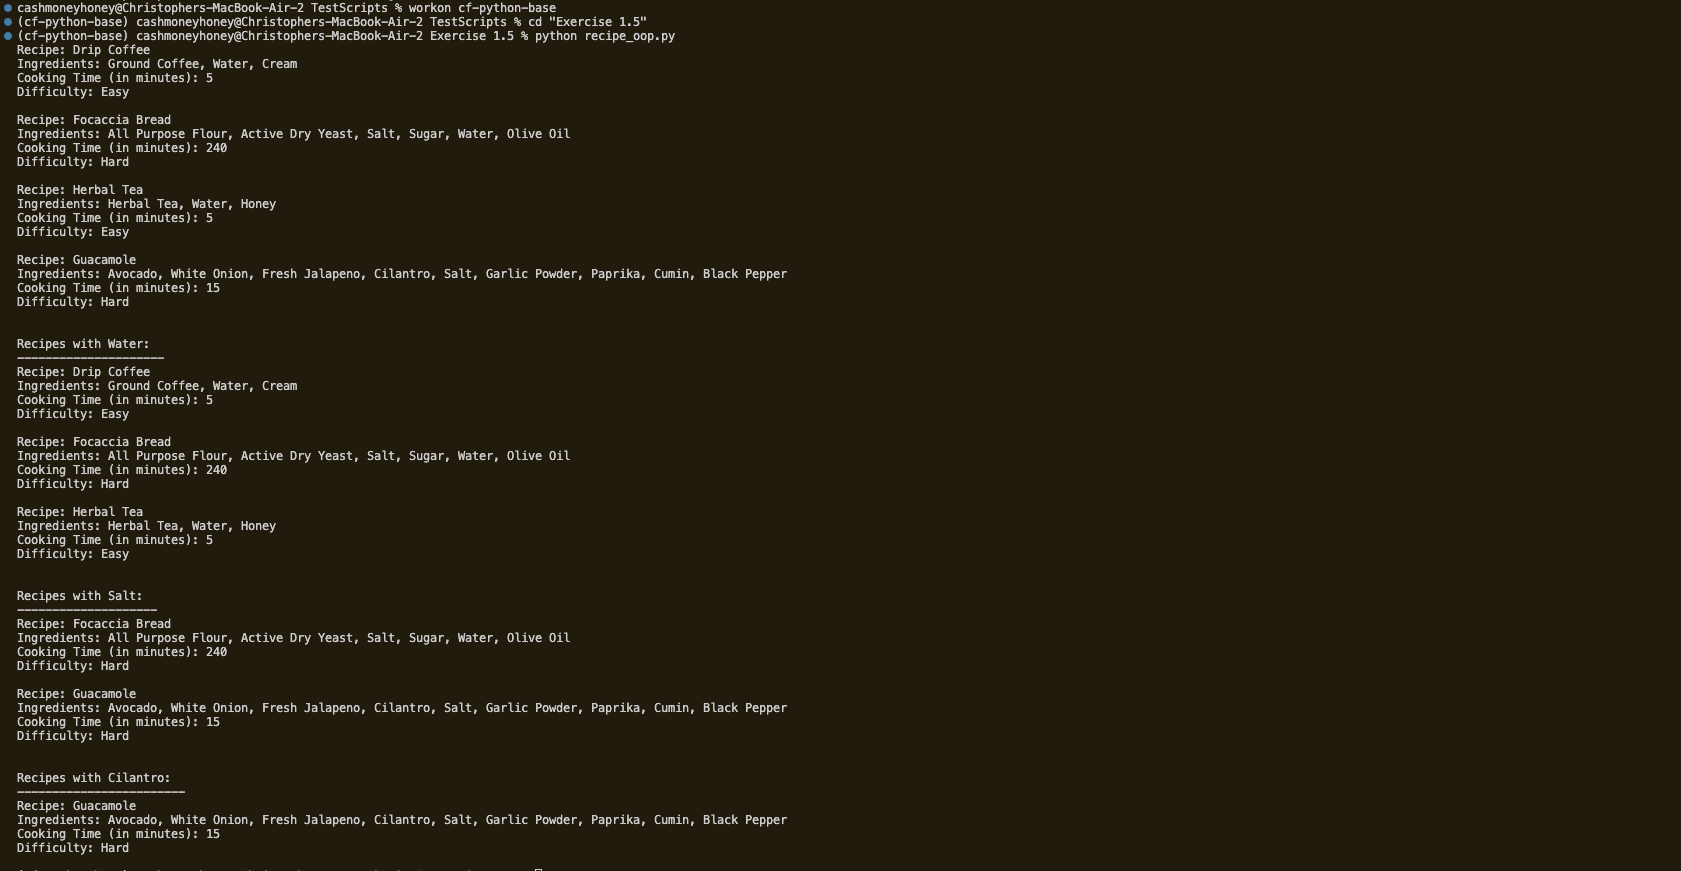 cashmoneyhoney@Christophers-MacBook-Air-2 TestScripts % workon cf-python-base
(cf-python-base) cashmoneyhoney@Christophers-MacBook-Air-2 TestScripts % cd "Exercise 1.5"
(cf-python-base) cashmoneyhoney@Christophers-MacBook-Air-2 Exercise 1.5 % python recipe_oop.py
Recipe: Drip Coffee
Ingredients: Ground Coffee, Water, Cream
Cooking Time (in minutes): 5
Difficulty: Easy

Recipe: Focaccia Bread
Ingredients: All Purpose Flour, Active Dry Yeast, Salt, Sugar, Water, Olive Oil
Cooking Time (in minutes): 240
Difficulty: Hard

Recipe: Herbal Tea
Ingredients: Herbal Tea, Water, Honey
Cooking Time (in minutes): 5
Difficulty: Easy

Recipe: Guacamole
Ingredients: Avocado, White Onion, Fresh Jalapeno, Cilantro, Salt, Garlic Powder, Paprika, Cumin, Black Pepper
Cooking Time (in minutes): 15
Difficulty: Hard

Recipes with Water:
---------------------
Recipe: Drip Coffee
Ingredients: Ground Coffee, Water, Cream
Cooking Time (in minutes): 5
Difficulty: Easy

Recipe: Focaccia Bread
Ingredients: All Purpose Flour, Active Dry Yeast, Salt, Sugar, Water, Olive Oil
Cooking Time (in minutes): 240
Difficulty: Hard

Recipe: Herbal Tea
Ingredients: Herbal Tea, Water, Honey
Cooking Time (in minutes): 5
Difficulty: Easy

Recipes with Salt:
--------------------
Recipe: Focaccia Bread
Ingredients: All Purpose Flour, Active Dry Yeast, Salt, Sugar, Water, Olive Oil
Cooking Time (in minutes): 240
Difficulty: Hard

Recipe: Guacamole
Ingredients: Avocado, White Onion, Fresh Jalapeno, Cilantro, Salt, Garlic Powder, Paprika, Cumin, Black Pepper
Cooking Time (in minutes): 15
Difficulty: Hard

Recipes with Cilantro:
------------------------
Recipe: Guacamole
Ingredients: Avocado, White Onion, Fresh Jalapeno, Cilantro, Salt, Garlic Powder, Paprika, Cumin, Black Pepper
Cooking Time (in minutes): 15
Difficulty: Hard